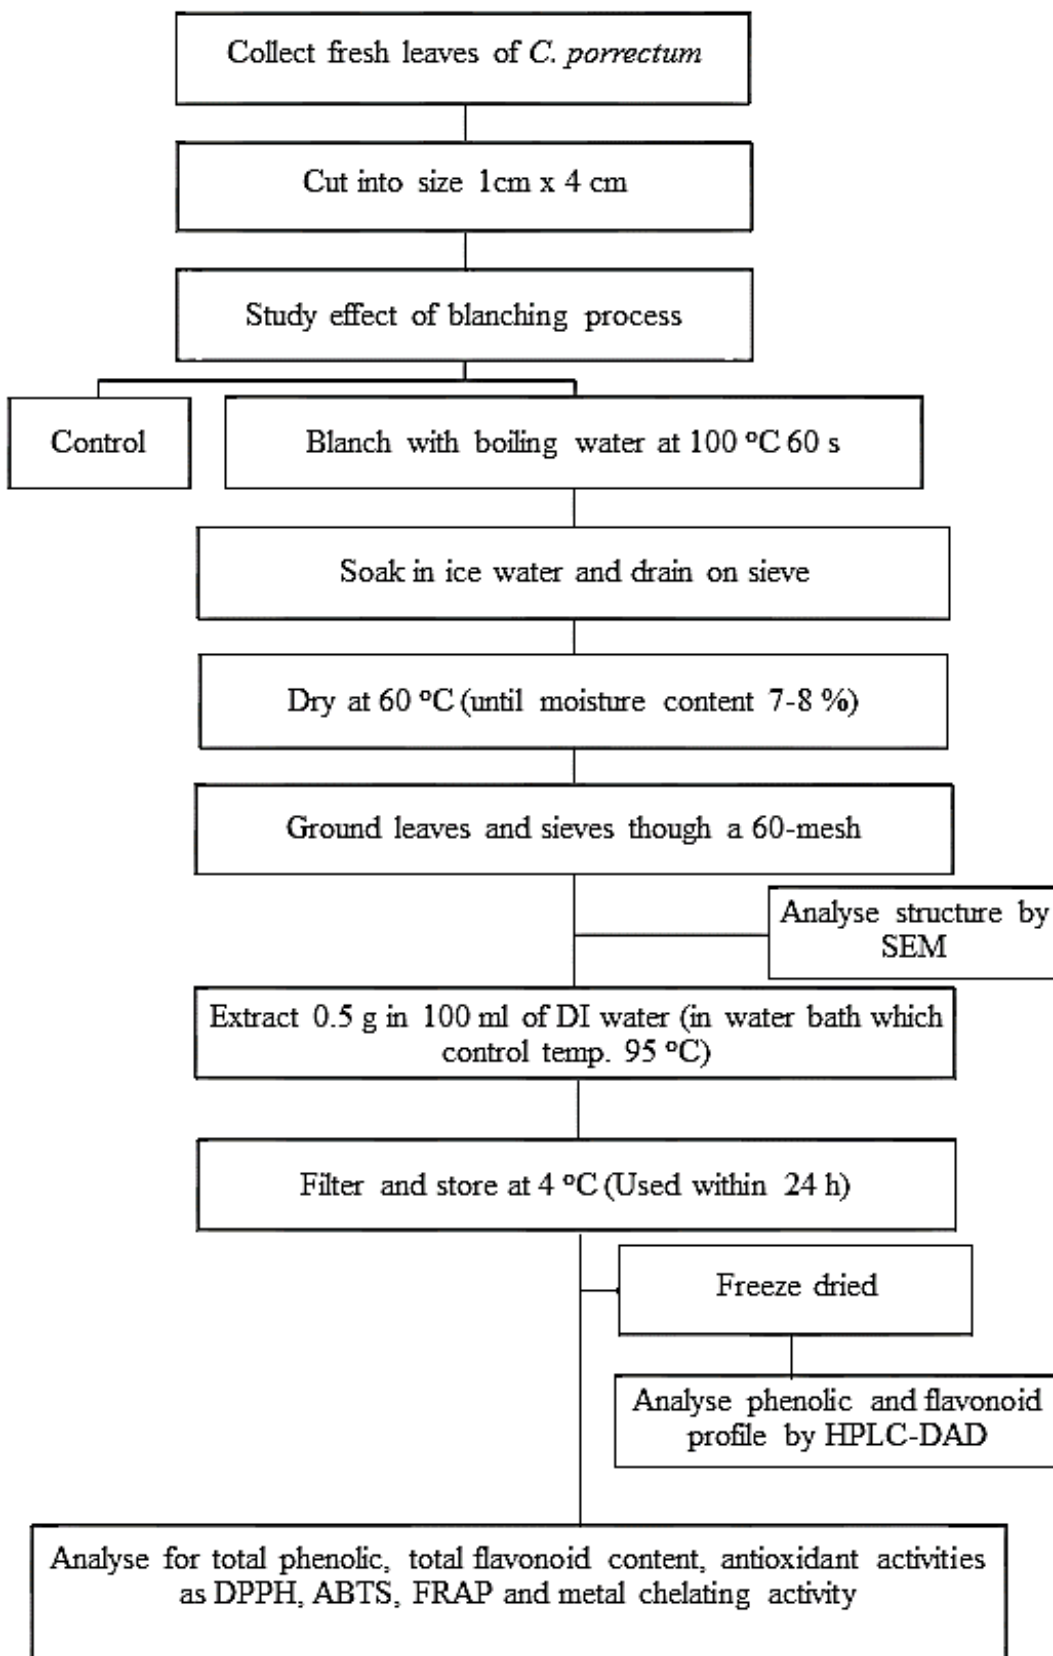 Collect fresh leaves of C. porrectum
Cut into size 1cm x 4 cm
Study effect of blanching process
Control
Blanch with boiling water at 100 °C 60 s
Soak in ice water and drain on sieve
Dry at 60 °C (until moisture content 7-8 %)
Ground leaves and sieves though a 60-mesh
Analyse structure by
SEM
Extract 0.5 g in 100 ml of DI water (in water bath which
control temp. 95 °C)
Filter and store at 4 °C (Used within 24 h)
Freeze dried
Analyse phenolic and flavonoid
profile by HPLC-DAD
Analyse for total phenolic, total flavonoid content, antioxidant activities
as DPPH, ABTS, FRAP and metal chelating activity